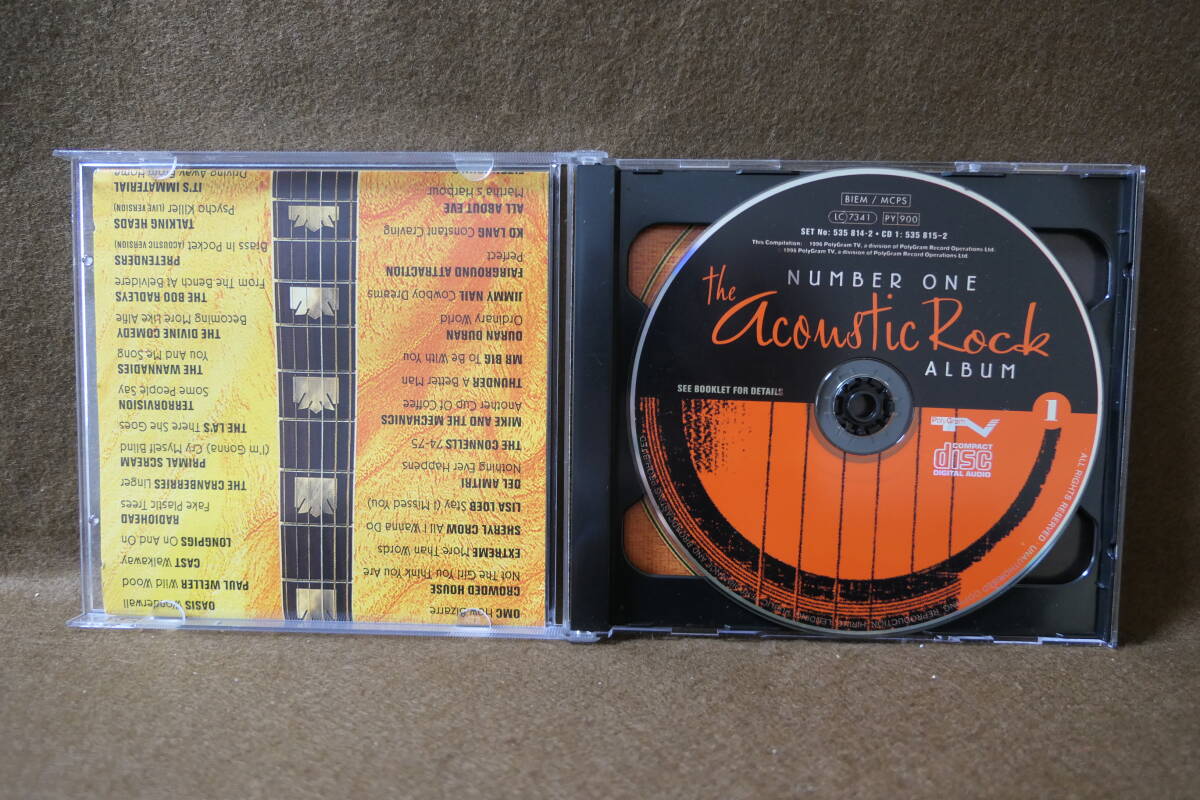 OMC How Bizarre
CROWDED HOUSE
Not The Girl You Think You Are
EXTREME More Than Words
SHERYL CROW All I Wanna Do
LISA LOEB Stay (I Missed You)
DEL AMITRI
Nothing Ever Happens
THE CONNELLS 74-75
MIKE AND THE MECHANICS
Another Cup Of Coffee
THUNDER A Better Man
MR BIG To Be With You
DURAN DURAN
Ordinary World
JIMMY NAIL Cowboy Dreams
FAIRGROUND ATTRACTION
Perfect
KD LANG Constant Craving
ALL ABOUT EVE
Martha's Harbour
OASIS Wonderwall
PAUL WELLER Wild Wood
CAST Walkaway
LONGPIGS On And On
RADIOHEAD
Fake Plastic Trees
THE CRANBERRIES Linger
PRIMAL SCREAM
(I'm Gonna) Cry Myself Blind
THE LA'S There She Goes
TERRORVISION
Some People Say
THE WANNADIES
You And Me Song
THE DIVINE COMEDY
Becoming More Like Alfie
THE BOO RADLEYS
From The Bench At Belvidere
PRETENDERS
Brass In Pocket (ACOUSTIC VERSION)
TALKING HEADS
Psycho Killer (LIVE VERSION)
IT'S IMMATERIAL
Driving Away From Home
BIEM / MCPS
LC 7341 PY 900
SET No: 535 814-2 • CD 1: 535 815-2
This Compilation: 1996 PolyGram TV, a division of PolyGram Record Operations Ltd.
1996 PolyGram TV, a division of PolyGram Record Operations Ltd.
NUMBER ONE
the Acoustic Rock
ALBUM
SEE BOOKLET FOR DETAILS
1
PolyGram TV
COMPACT
disc
DIGITAL AUDIO
ALL RIGHTS RESERVED UNAUTHORISED
REPRODUCTION, HIRING, LENDING